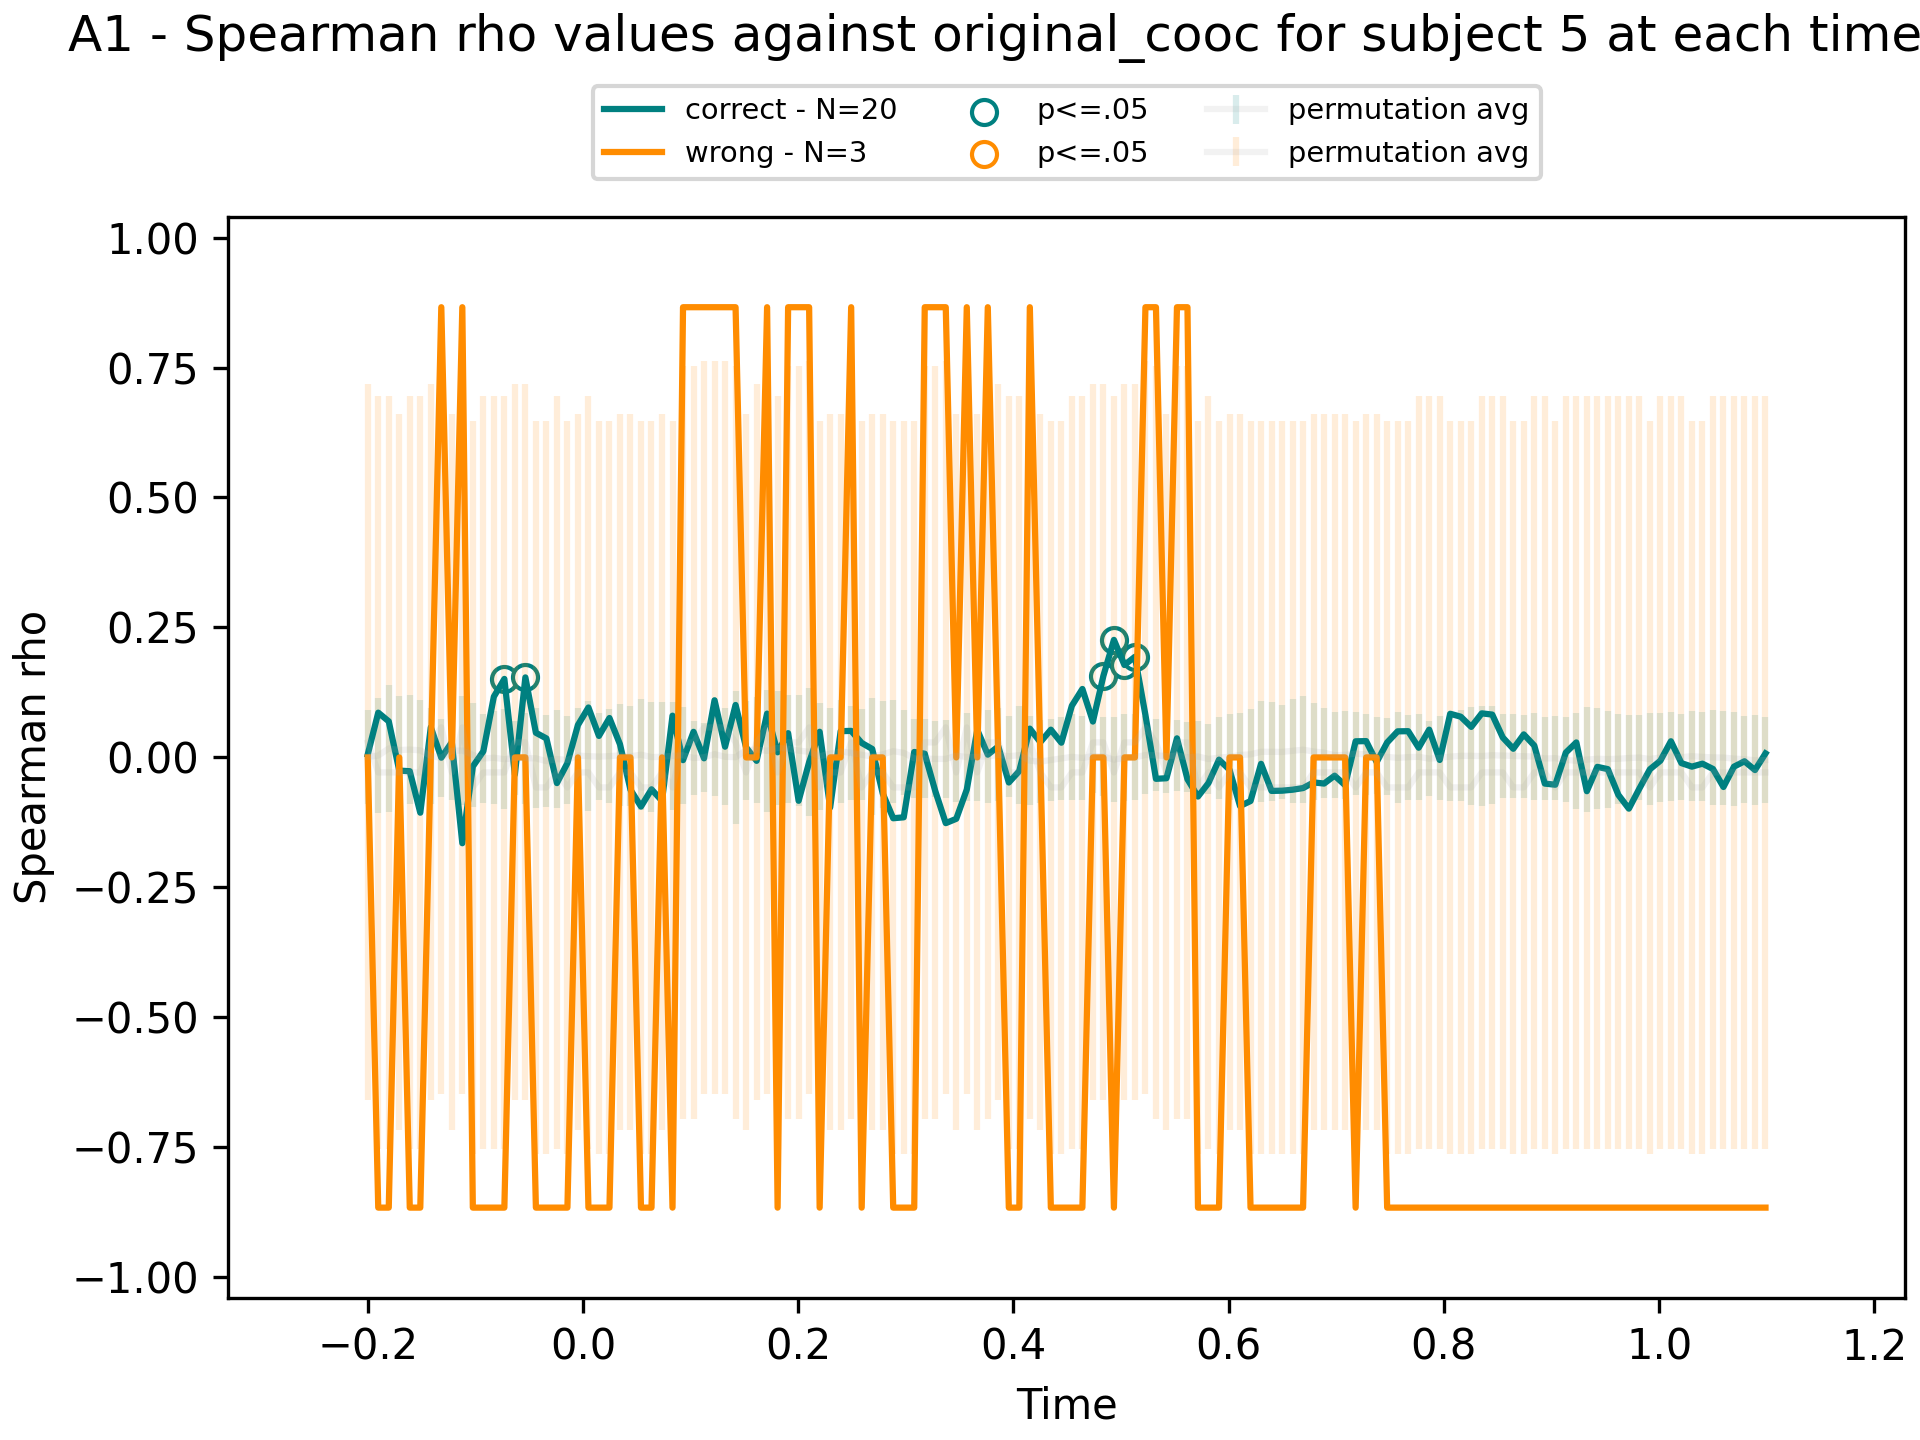 A1 - Spearman rho values against original_cooc for subject 5 at each time
correct - N=20
wrong - N=3
p<=.05
p<=.05
permutation avg
permutation avg
1.00
0.75
0.50
0.25
0.00
−0.25
−0.50
−0.75
−1.00
Spearman rho
−0.2
0.0
0.2
0.4
0.6
0.8
1.0
1.2
Time